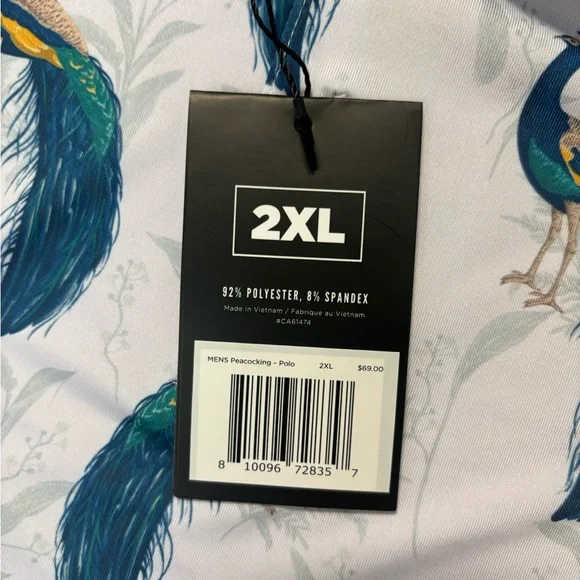 2XL
92% POLYESTER, 8% SPANDEX
Made in Vietnam / Fabrique au Vietnam
#CA61474
MENS Peacocking – Polo 2XL $69.00
8 10096 72835 7